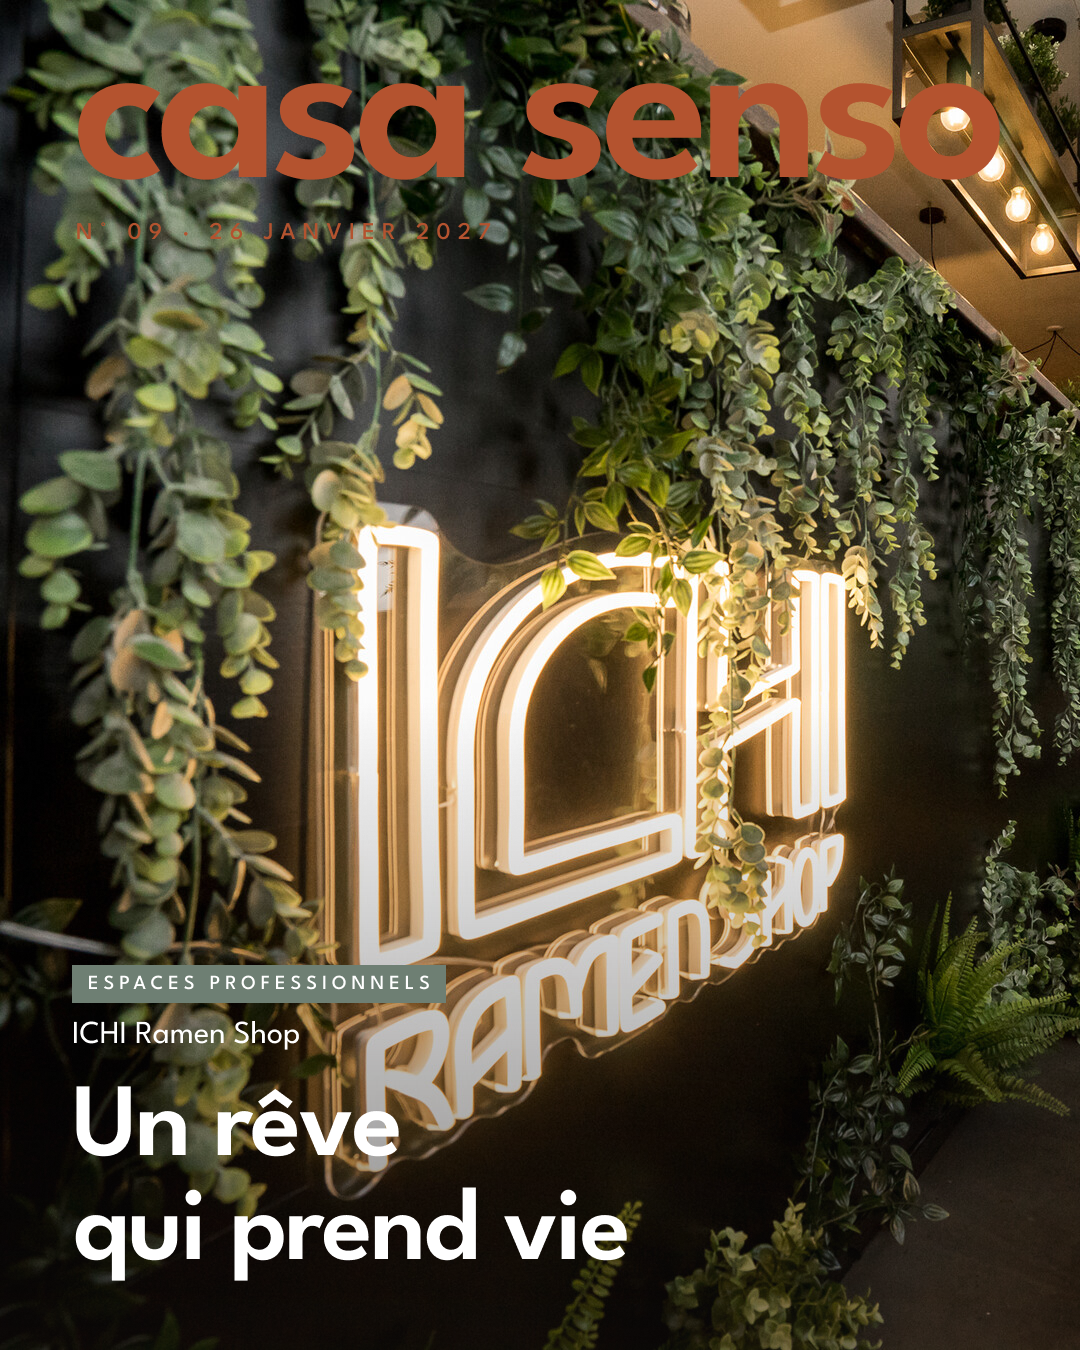 casa senso
N° 09 · 26 JANVIER 2027
ICHI
RAMEN SHOP
ESPACES PROFESSIONNELS
ICHI Ramen Shop
Un rêve
qui prend vie